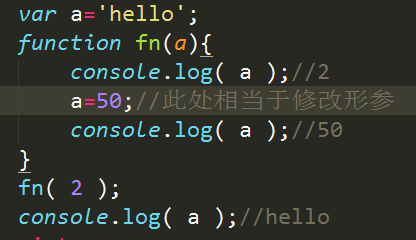 var a='hello';
function fn(a){
console.log( a );//2
a=50;//此处相当于修改形参
console.log( a );//50
}
fn( 2 );
console.log( a );//hello